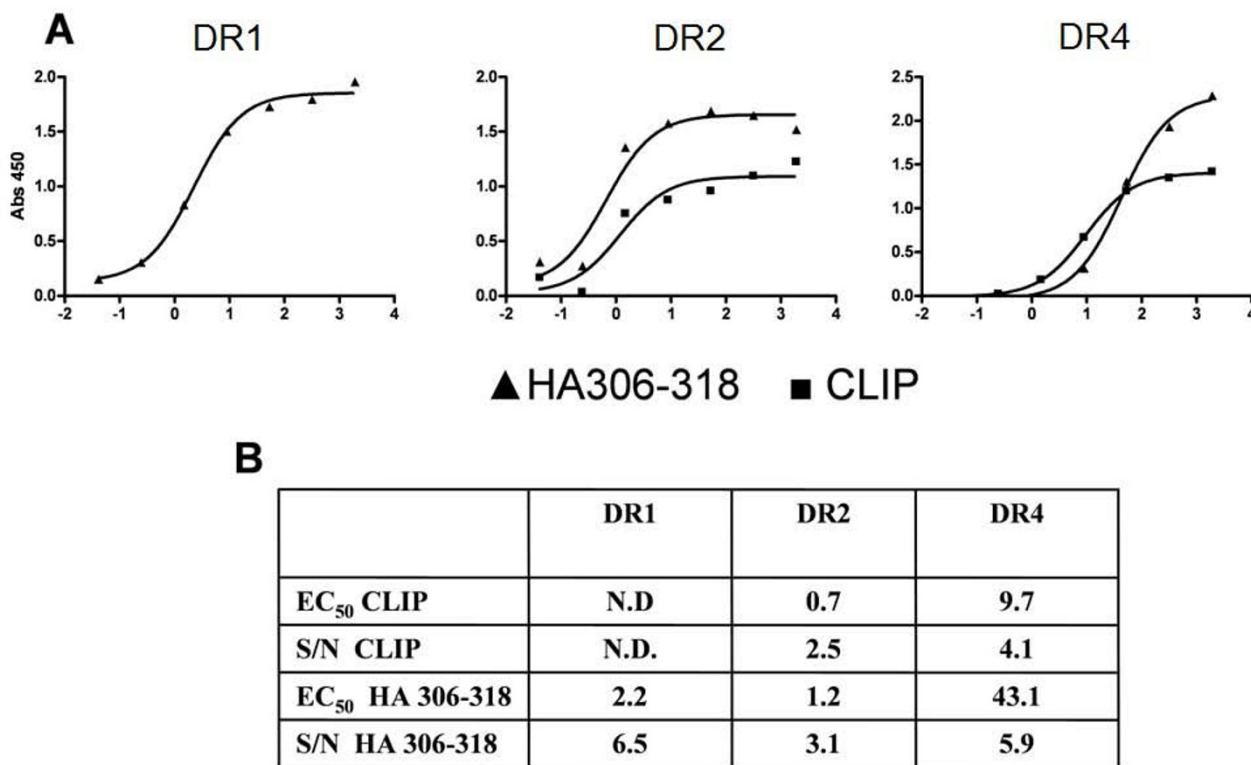 A
DR1 DR2 DR4
2.0 2.0 2.5
2.0
1.5 1.5
1.5
1.0 1.0
1.0
0.5 0.5
0.5
0.0 0.0 0.0
Abs 450
-2 -1 0 1 2 3 4 -2 -1 0 1 2 3 4 -2 -1 0 1 2 3 4
▲ HA306-318 ■ CLIP
B
DR1 DR2 DR4
EC50 CLIP N.D 0.7 9.7
S/N CLIP N.D. 2.5 4.1
EC50 HA 306-318 2.2 1.2 43.1
S/N HA 306-318 6.5 3.1 5.9